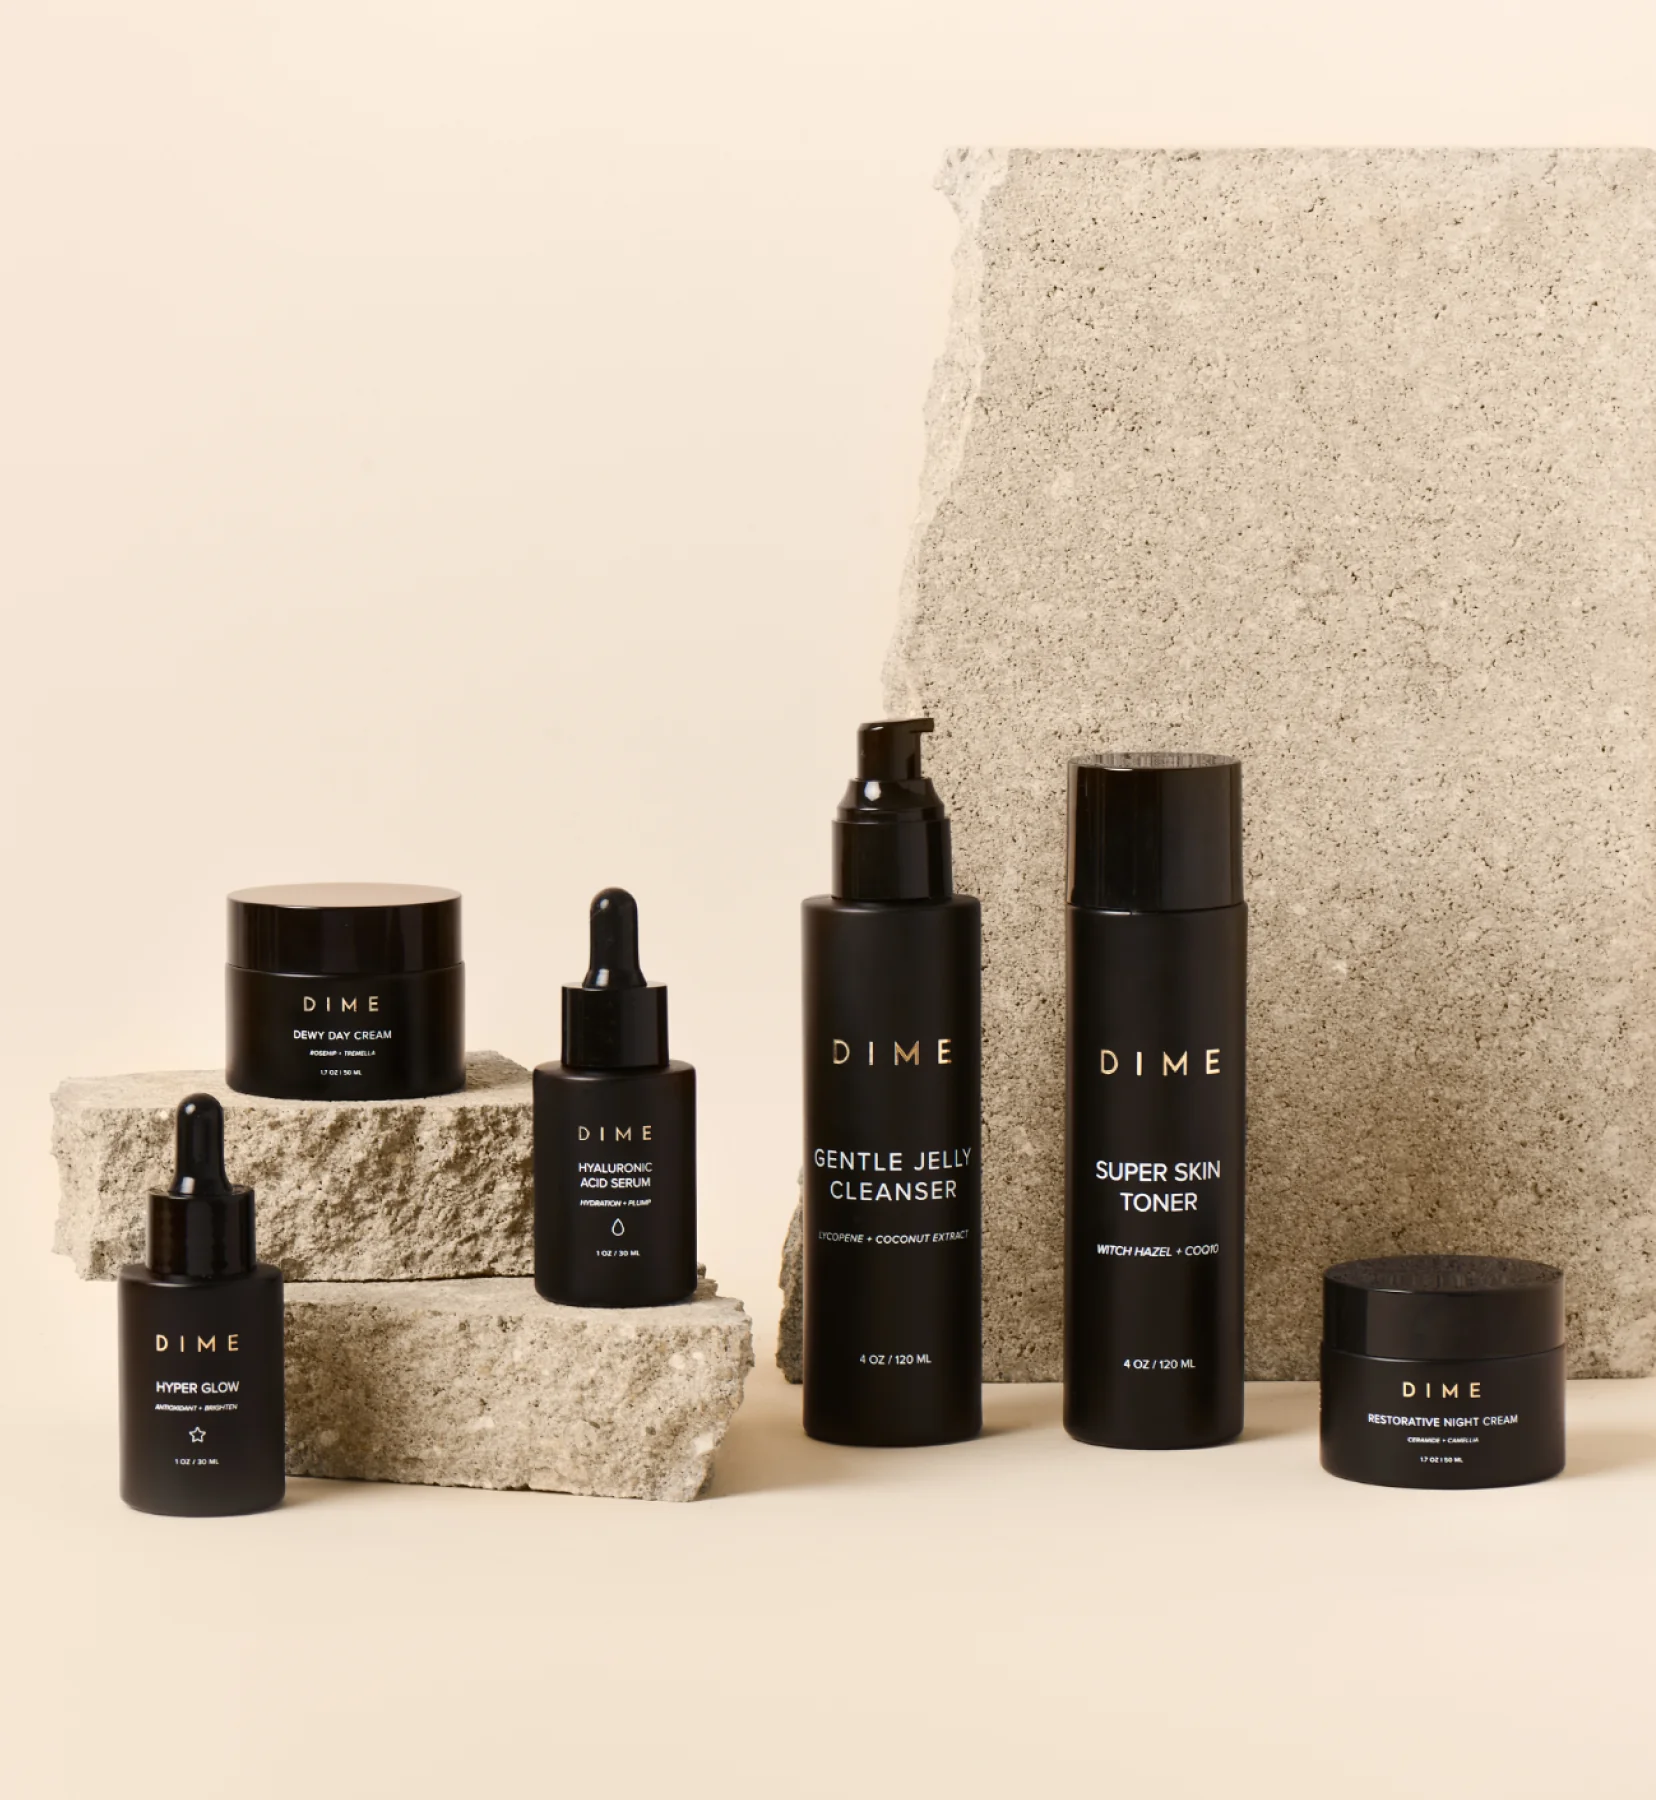 DIME
DEWY DAY CREAM
ROSEHIP + TREMELLA
1.7 OZ | 50 ML
DIME
HYPER GLOW
ANTIOXIDANT + BRIGHTEN
1 OZ / 30 ML
DIME
HYALURONIC
ACID SERUM
HYDRATION + PLUMP
1 OZ / 30 ML
DIME
GENTLE JELLY
CLEANSER
LYCOPENE + COCONUT EXTRACT
4 OZ / 120 ML
DIME
SUPER SKIN
TONER
WITCH HAZEL + COQ10
4 OZ / 120 ML
DIME
RESTORATIVE NIGHT CREAM
CERAMIDE + CAMELLIA
1.7 OZ | 50 ML